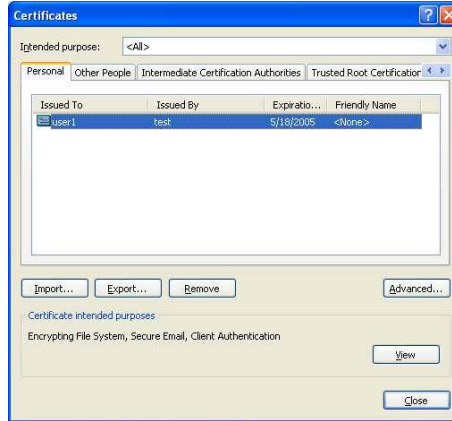 Certificates
Intended purpose: <All>
Personal Other People Intermediate Certification Authorities Trusted Root Certification
Issued To Issued By Expiratio... Friendly Name
user1 test 5/18/2005 <None>
Import... Export... Remove Advanced...
Certificate intended purposes
Encrypting File System, Secure Email, Client Authentication
View
Close